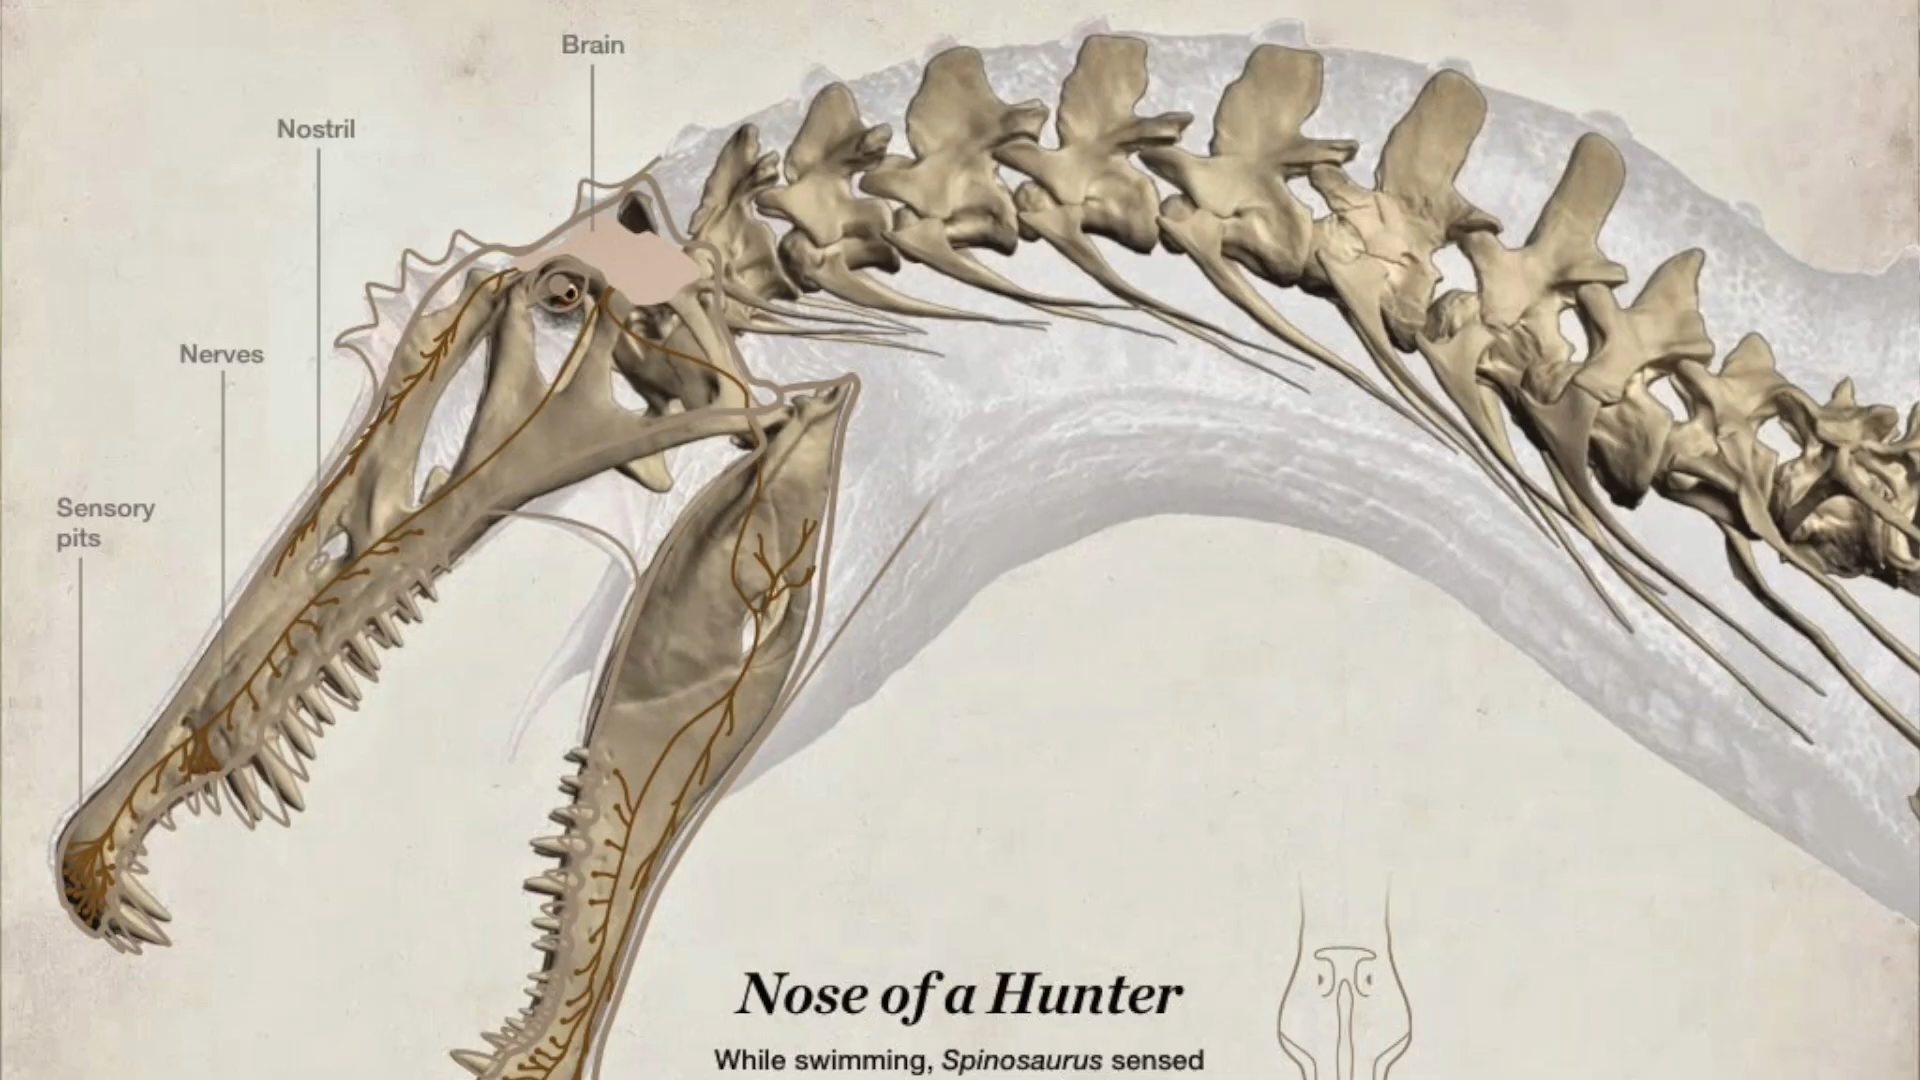 Brain
Nostril
Nerves
Sensory
pits
Nose of a Hunter
While swimming, Spinosaurus sensed